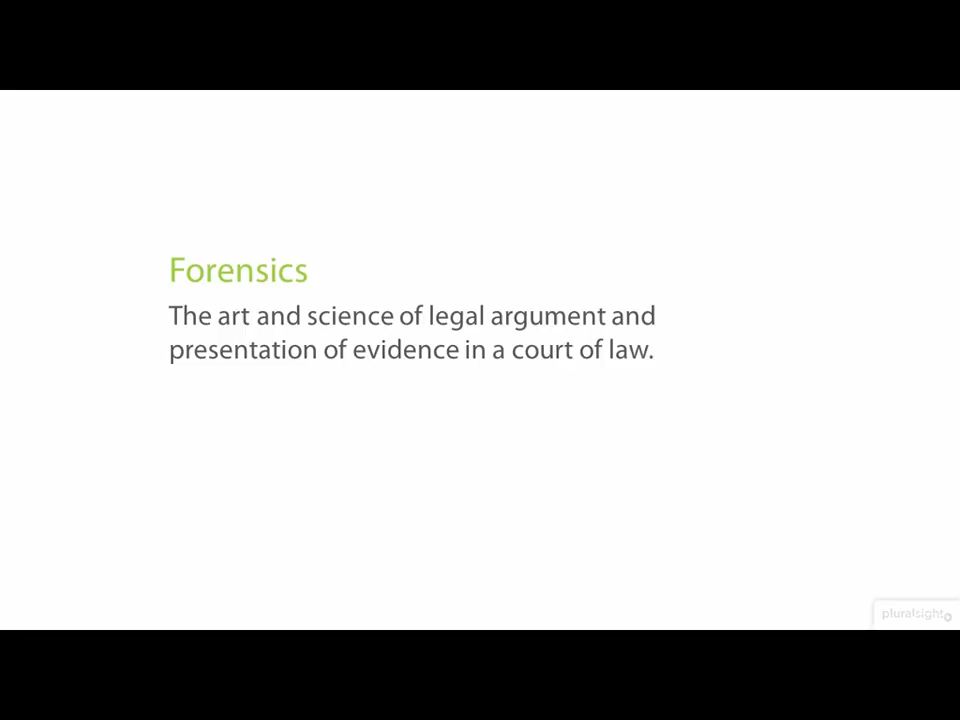 Forensics
The art and science of legal argument and
presentation of evidence in a court of law.
pluralsight